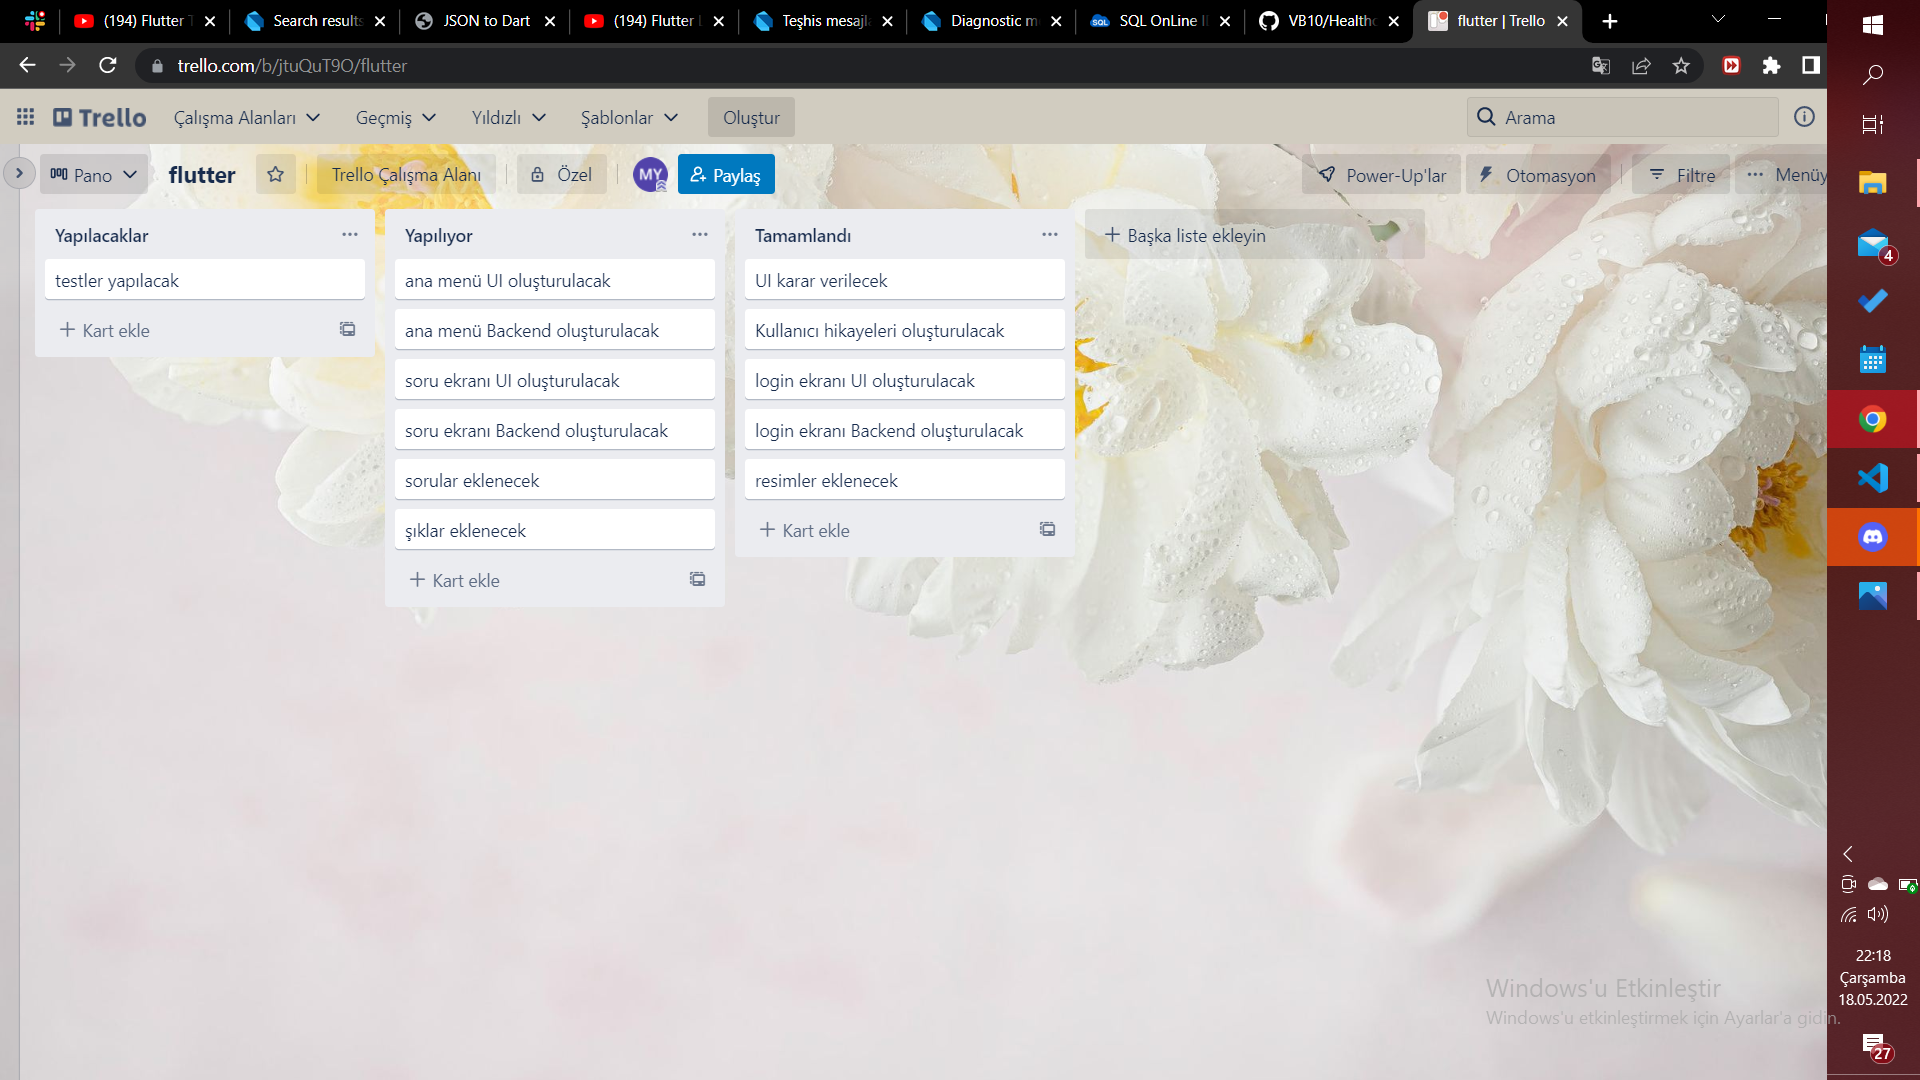 (194) Flutter T
Search results
JSON to Dart
(194) Flutter
Teşhis mesajla
Diagnostic m
SQL OnLine I
VB10/Healthc
flutter | Trello
trello.com/b/jtuQuT9O/flutter
Trello
Çalışma Alanları
Geçmiş
Yıldızlı
Şablonlar
Oluştur
Arama
Pano
flutter
Trello Çalışma Alanı
Özel
MY
Paylaş
Power-Up'lar
Otomasyon
Filtre
Menüy
Yapılacaklar
testler yapılacak
Kart ekle
Yapılıyor
ana menü UI oluşturulacak
ana menü Backend oluşturulacak
soru ekranı UI oluşturulacak
soru ekranı Backend oluşturulacak
sorular eklenecek
şıklar eklenecek
Kart ekle
Tamamlandı
UI karar verilecek
Kullanıcı hikayeleri oluşturulacak
login ekranı UI oluşturulacak
login ekranı Backend oluşturulacak
resimler eklenecek
Kart ekle
Başka liste ekleyin
4
Windows'u Etkinleştir
Windows'u etkinleştirmek için Ayarlar'a gidin.
22:18
Çarşamba
18.05.2022
27